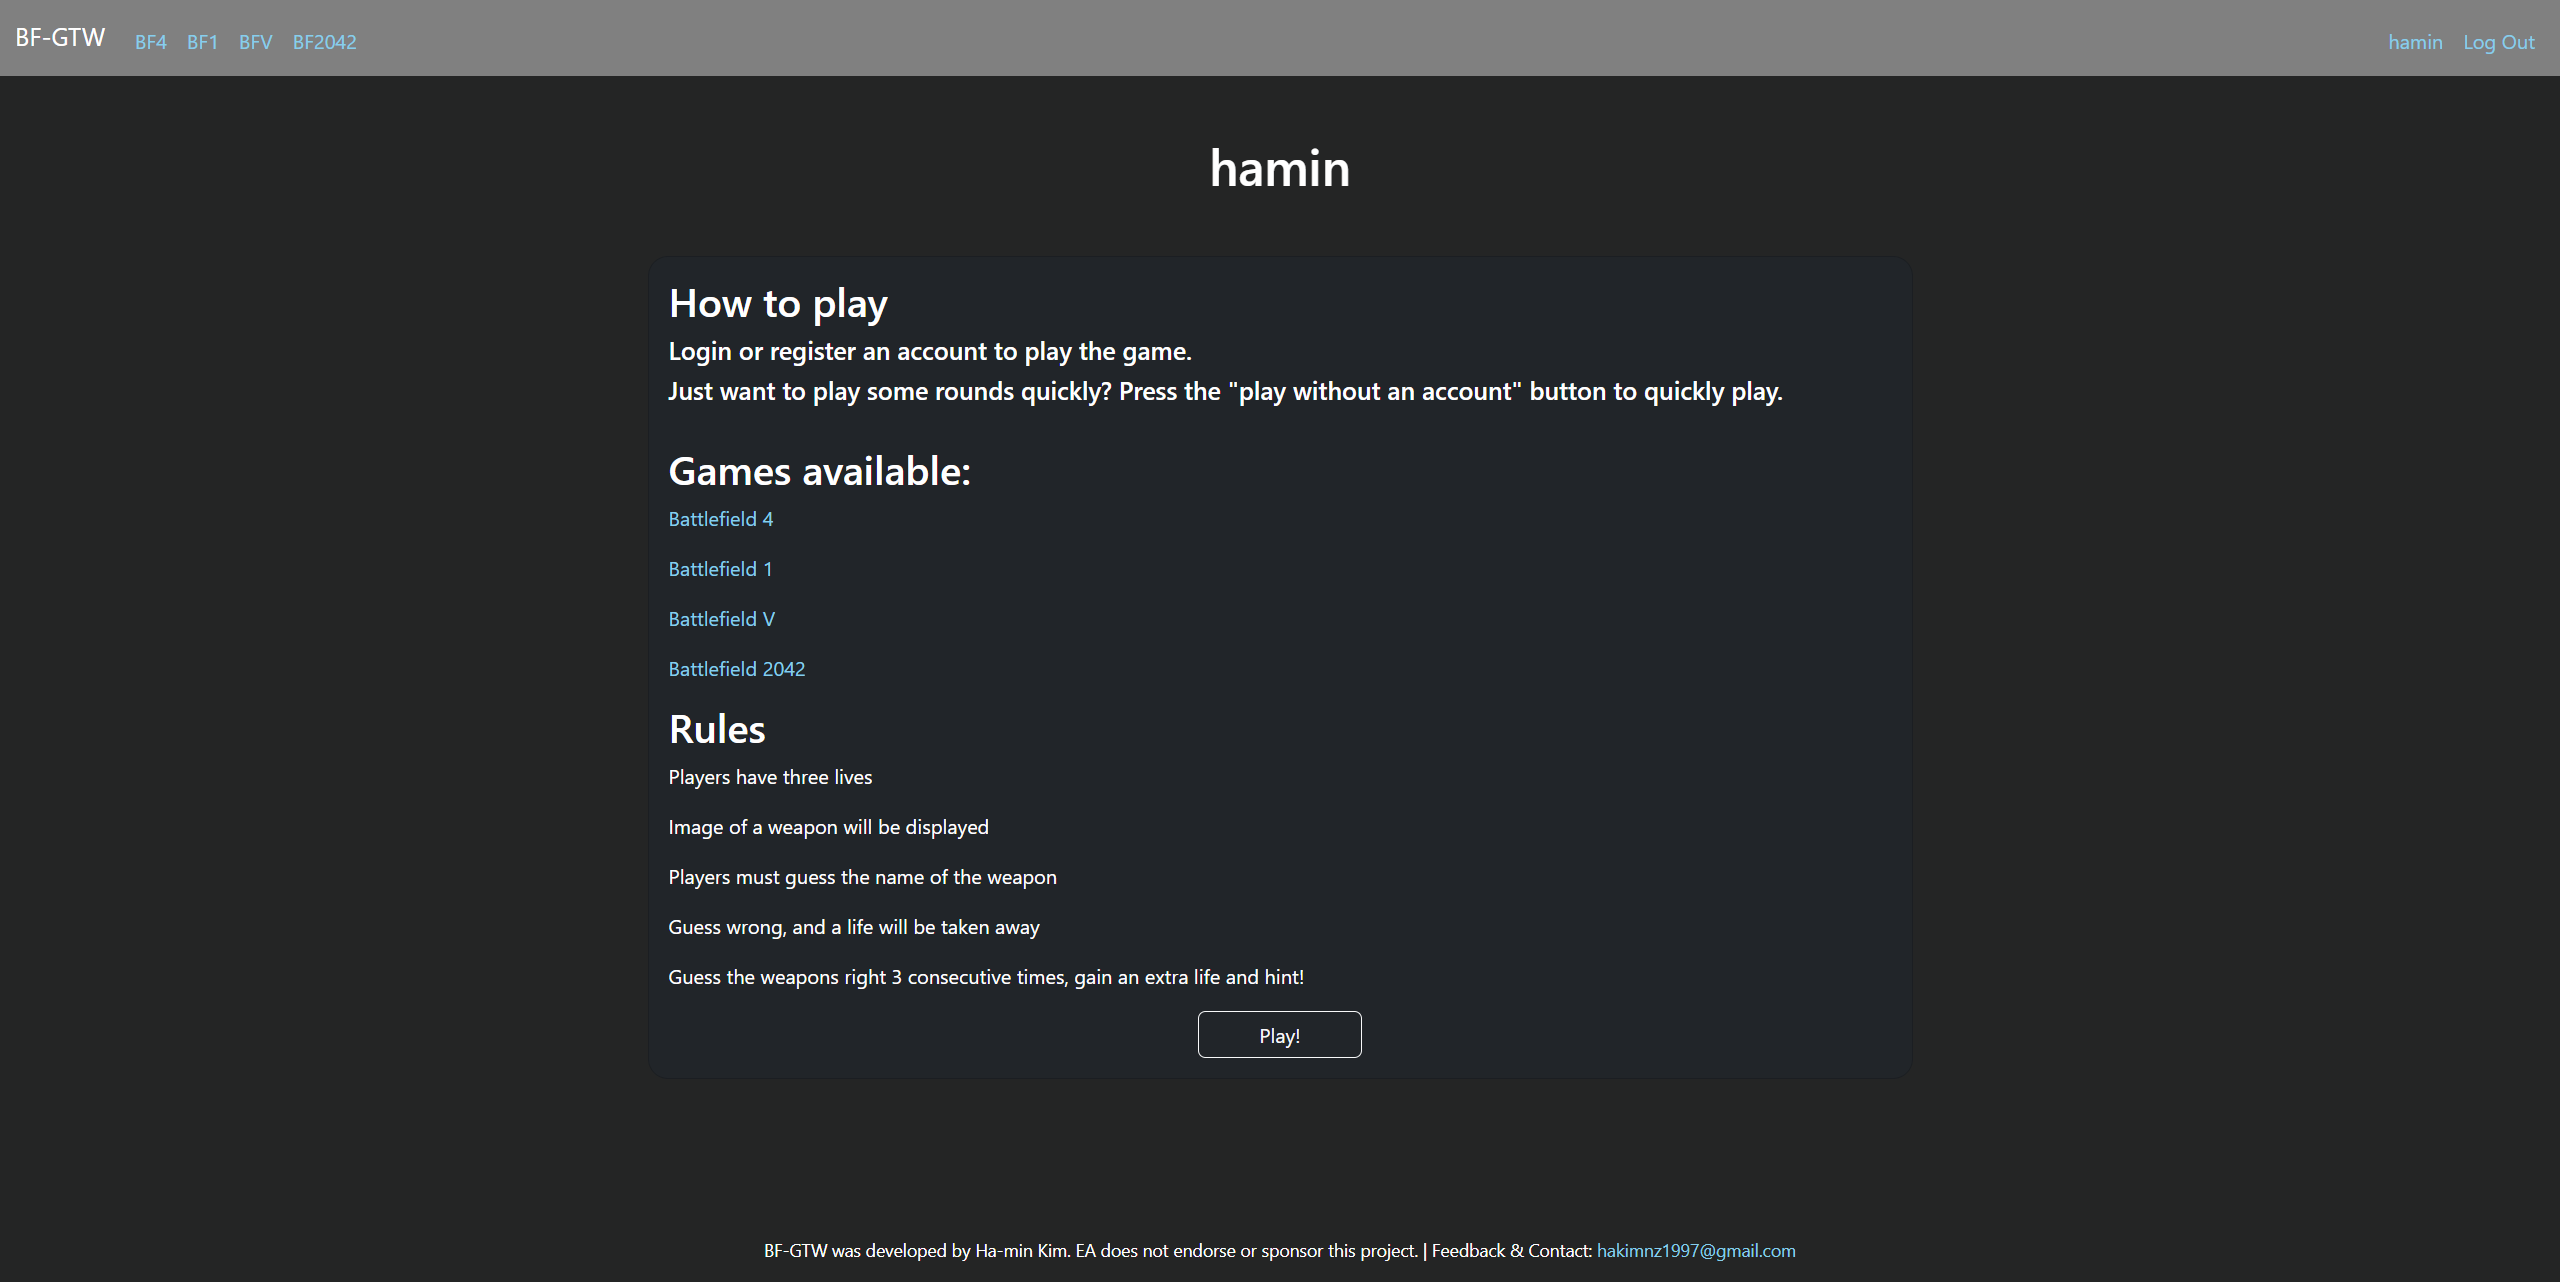 BF-GTW BF4 BF1 BFV BF2042 hamin Log Out
hamin
How to play
Login or register an account to play the game.
Just want to play some rounds quickly? Press the "play without an account" button to quickly play.
Games available:
Battlefield 4
Battlefield 1
Battlefield V
Battlefield 2042
Rules
Players have three lives
Image of a weapon will be displayed
Players must guess the name of the weapon
Guess wrong, and a life will be taken away
Guess the weapons right 3 consecutive times, gain an extra life and hint!
Play!
BF-GTW was developed by Ha-min Kim. EA does not endorse or sponsor this project. | Feedback & Contact: hakimnz1997@gmail.com